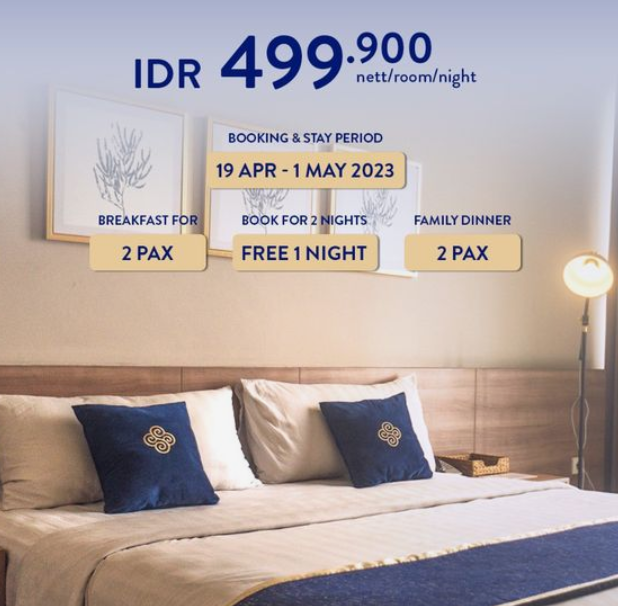 IDR 499.900
nett/room/night
BOOKING & STAY PERIOD
19 APR - 1 MAY 2023
BREAKFAST FOR
2 PAX
BOOK FOR 2 NIGHTS
FREE 1 NIGHT
FAMILY DINNER
2 PAX